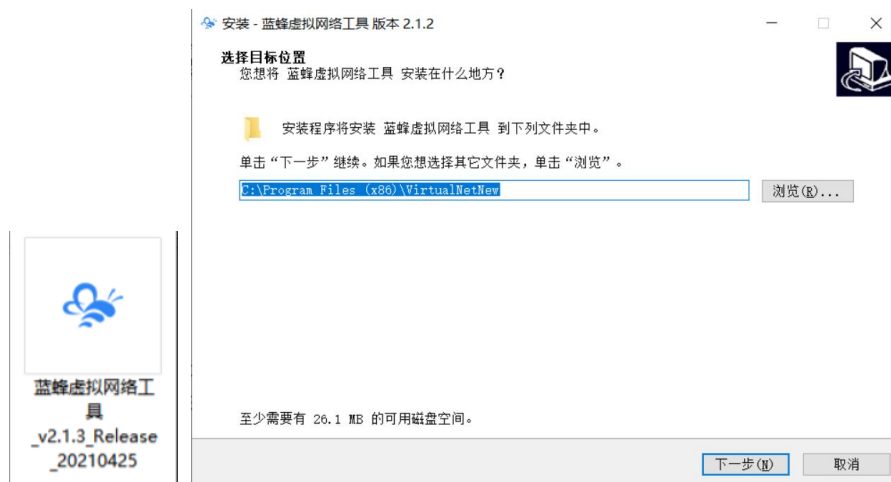 安装 - 蓝蜂虚拟网络工具 版本 2.1.2
选择目标位置
您想将 蓝蜂虚拟网络工具 安装在什么地方？
安装程序将安装 蓝蜂虚拟网络工具 到下列文件夹中。
单击“下一步”继续。如果您想选择其它文件夹，单击“浏览”。
C:\Program Files (x86)\VirtualNetNew
浏览(R)...
至少需要有 26.1 MB 的可用磁盘空间。
下一步(N)
取消
蓝蜂虚拟网络工
具
_v2.1.3_Release
_20210425